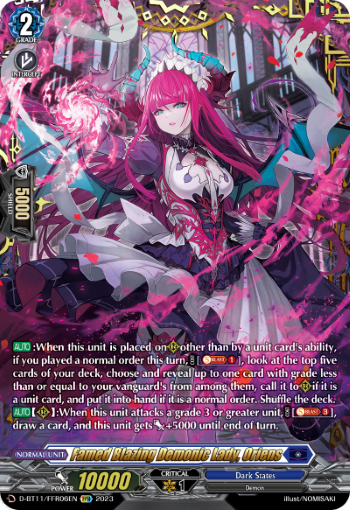 2
GRADE
INTERCEPT
5000
SHIELD
AUTO :When this unit is placed on R other than by a unit card's ability,
if you played a normal order this turn, [ SOUL BLAST 1 ], look at the top five
cards of your deck, choose and reveal up to one card with grade less
than or equal to your vanguard's from among them, call it to R if it is
a unit card, and put it into hand if it is a normal order. Shuffle the deck.
AUTO [ R ]:When this unit attacks a grade 3 or greater unit, [ SOUL BLAST 3 ],
draw a card, and this unit gets +5000 until end of turn.
NORMAL UNIT
Famed Blazing Demonic Lady, Oriens
POWER 10000
CRITICAL
1
Dark States
Demon
D-BT11/FFR06EN FFR 2023
illust/NOMISAKI